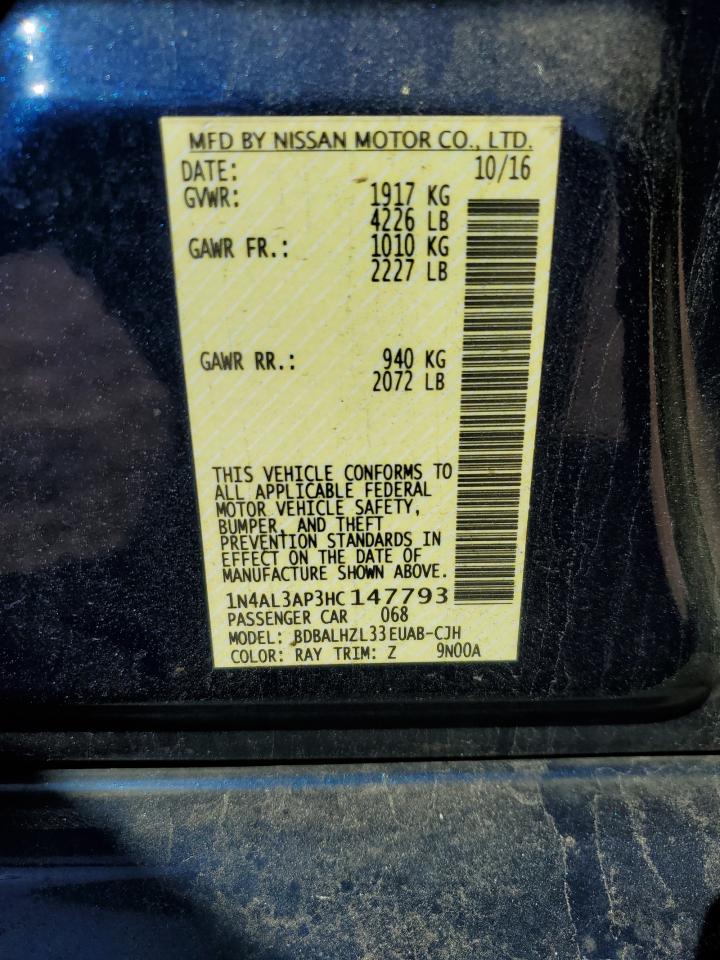 MFD BY NISSAN MOTOR CO., LTD.
DATE: 10/16
GVWR: 1917 KG
4226 LB
GAWR FR.: 1010 KG
2227 LB
GAWR RR.: 940 KG
2072 LB
THIS VEHICLE CONFORMS TO
ALL APPLICABLE FEDERAL
MOTOR VEHICLE SAFETY,
BUMPER, AND THEFT
PREVENTION STANDARDS IN
EFFECT ON THE DATE OF
MANUFACTURE SHOWN ABOVE.
1N4AL3AP3HC147793
PASSENGER CAR 068
MODEL: BDBALHZL33EUAB-CJH
COLOR: RAY TRIM: Z 9N00A